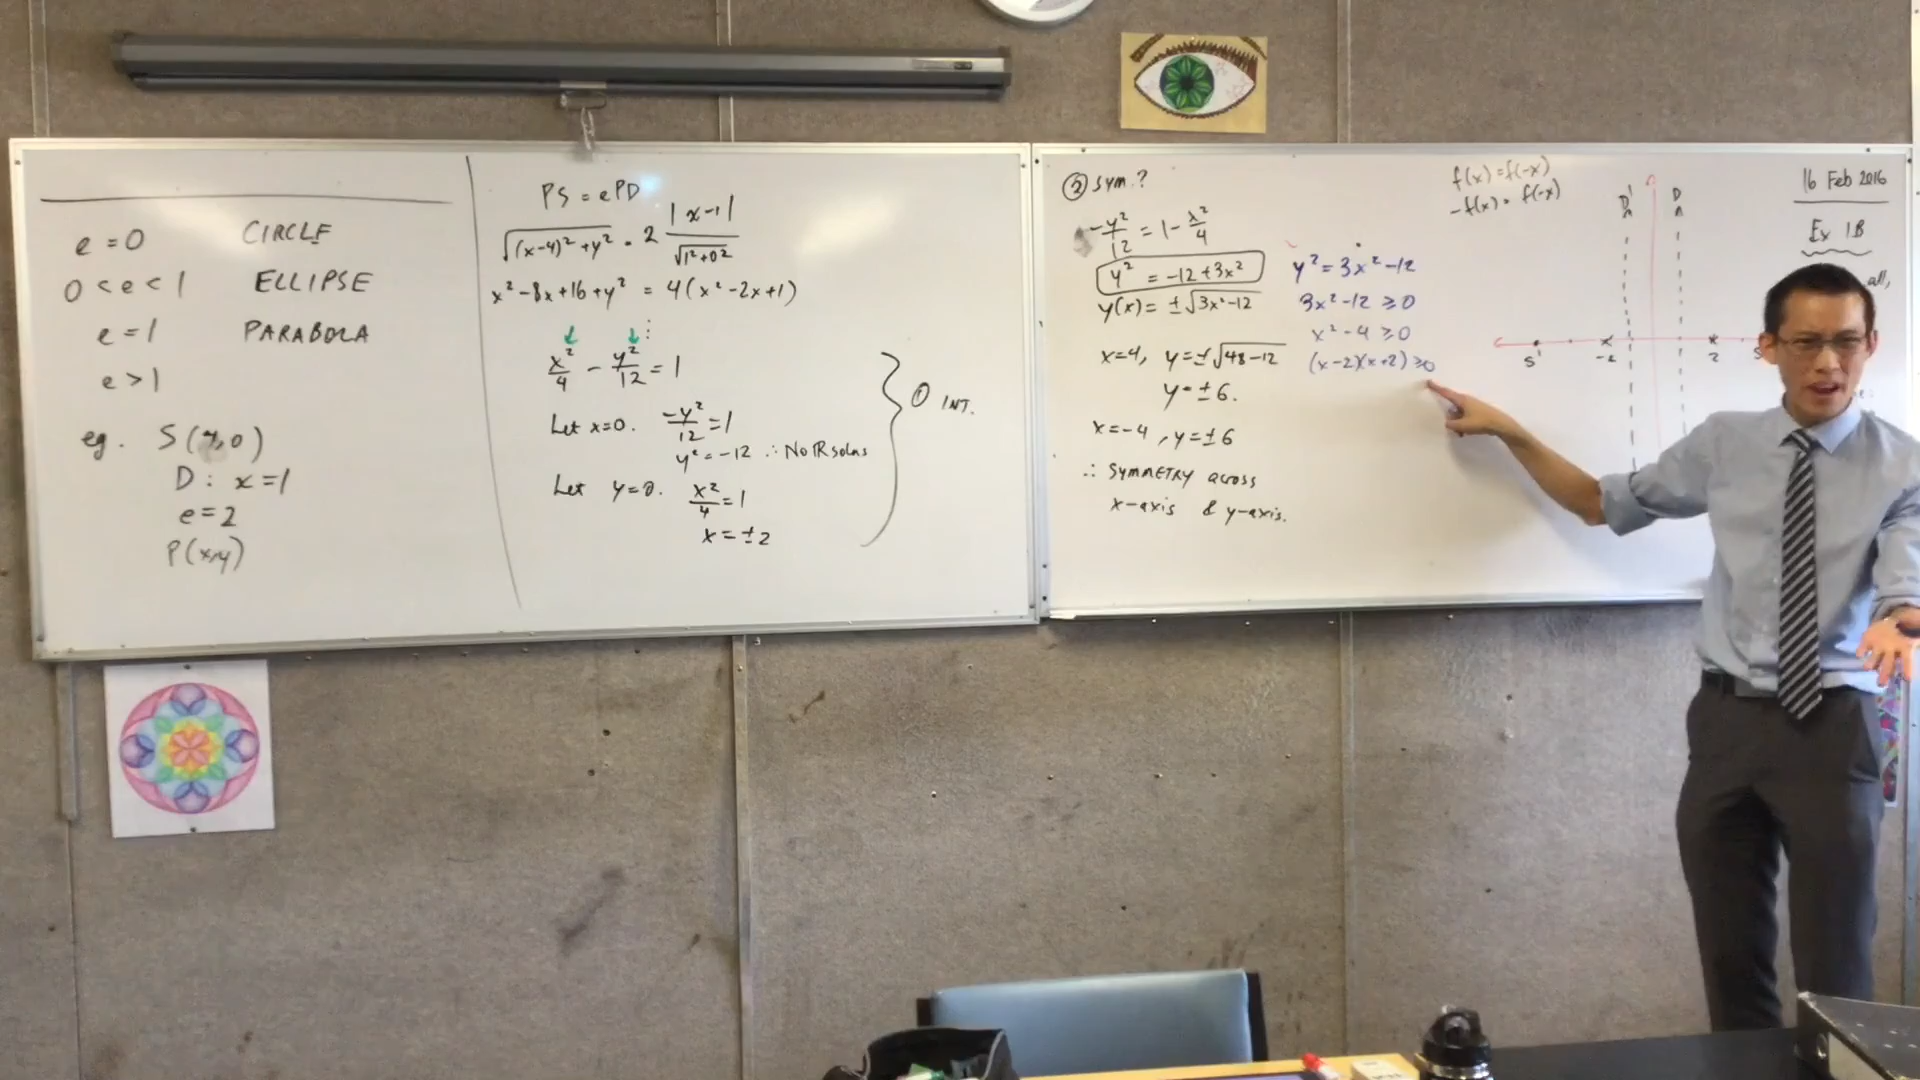 e = 0 CIRCLE
0 < e < 1 ELLIPSE
e = 1 PARABOLA
e > 1
eg. S(4,0)
D : x = 1
e = 2
P(x,y)
PS = ePD
√((x-4)² + y²) = 2 |x-1| / √(1²+0²)
x² - 8x + 16 + y² = 4(x² - 2x + 1)
⋮
x²/4 - y²/12 = 1
Let x=0. -y²/12 = 1
y² = -12 ∴ No ℝ solns
Let y=0. x²/4 = 1
x = ±2
① INT.
② Sym.?
-y²/12 = 1 - x²/4
y² = -12 + 3x²
y(x) = ±√(3x²-12)
x=4, y=±√(48-12)
y=±6.
x=-4, y=±6
∴ SYMMETRY across
x-axis & y-axis.
y² = 3x² - 12
3x² - 12 ≥ 0
x² - 4 ≥ 0
(x-2)(x+2) ≥ 0
f(x) = f(-x)
-f(x) = f(-x)
D' D
S' -2 2 S
16 Feb 2016
Ex 1B
all,